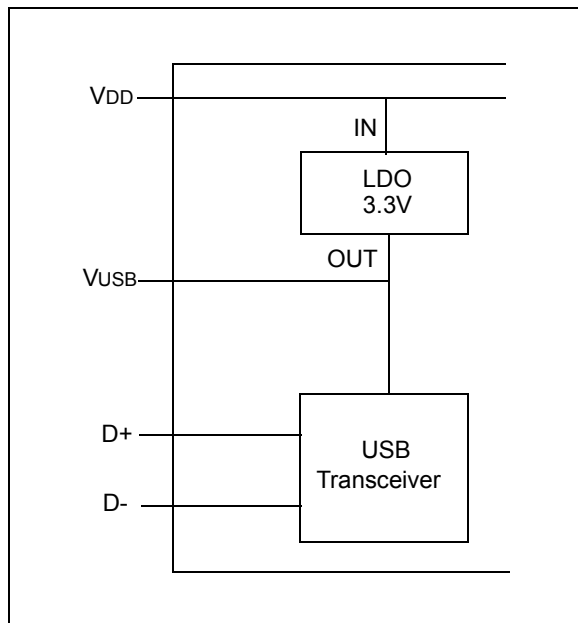 VDD
IN
LDO
3.3V
OUT
VUSB
D+
USB
Transceiver
D-